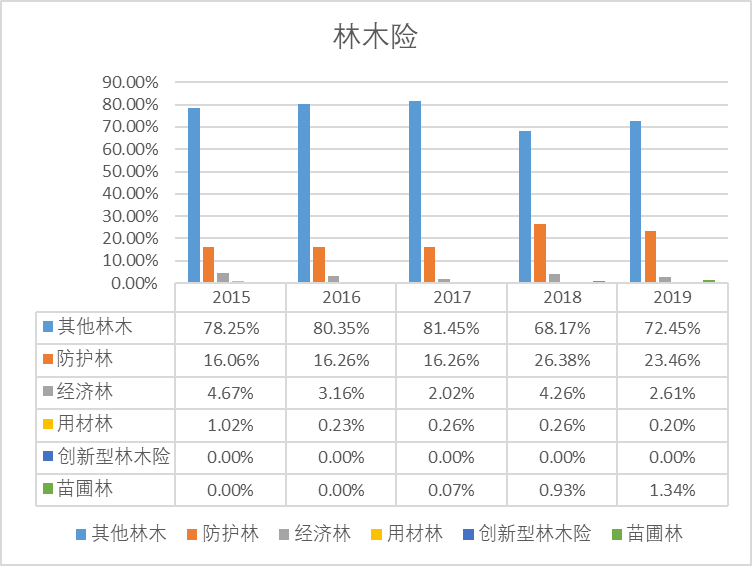 林木险
90.00%
80.00%
70.00%
60.00%
50.00%
40.00%
30.00%
20.00%
10.00%
0.00%
2015 2016 2017 2018 2019
其他林木 78.25% 80.35% 81.45% 68.17% 72.45%
防护林 16.06% 16.26% 16.26% 26.38% 23.46%
经济林 4.67% 3.16% 2.02% 4.26% 2.61%
用材林 1.02% 0.23% 0.26% 0.26% 0.20%
创新型林木险 0.00% 0.00% 0.00% 0.00% 0.00%
苗圃林 0.00% 0.00% 0.07% 0.93% 1.34%
其他林木 防护林 经济林 用材林 创新型林木险 苗圃林